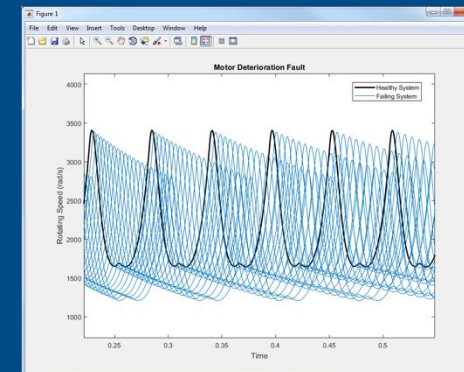 Figure 1
File Edit View Insert Tools Desktop Window Help
Motor Deterioration Fault
Healthy System
Failing System
Rotating Speed (rad/s)
4000
3500
3000
2500
2000
1500
1000
0.25 0.3 0.35 0.4 0.45 0.5
Time